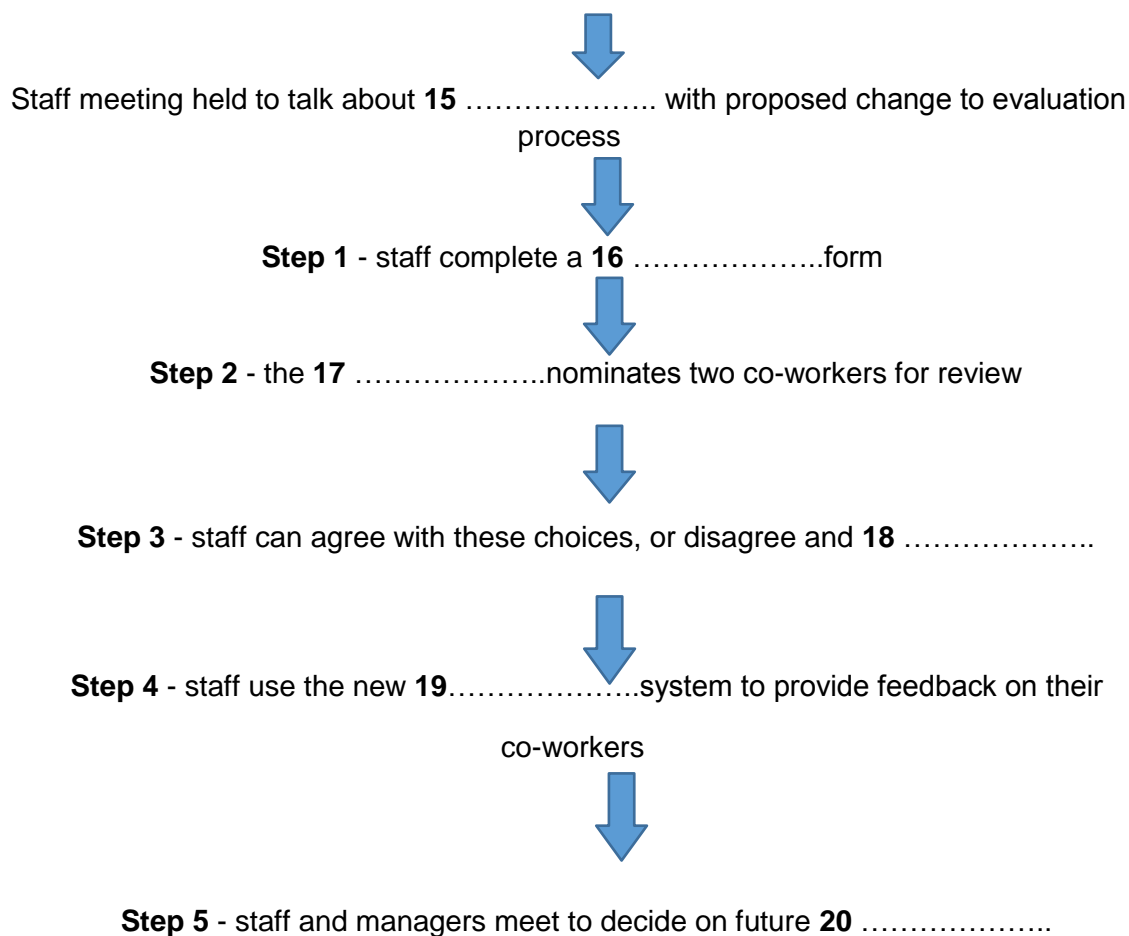 Staff meeting held to talk about 15 ………………… with proposed change to evaluation
process
Step 1 - staff complete a 16 …………………..form
Step 2 - the 17 …………………..nominates two co-workers for review
Step 3 - staff can agree with these choices, or disagree and 18 …………………..
Step 4 - staff use the new 19…………………..system to provide feedback on their
co-workers
Step 5 - staff and managers meet to decide on future 20 …………………..